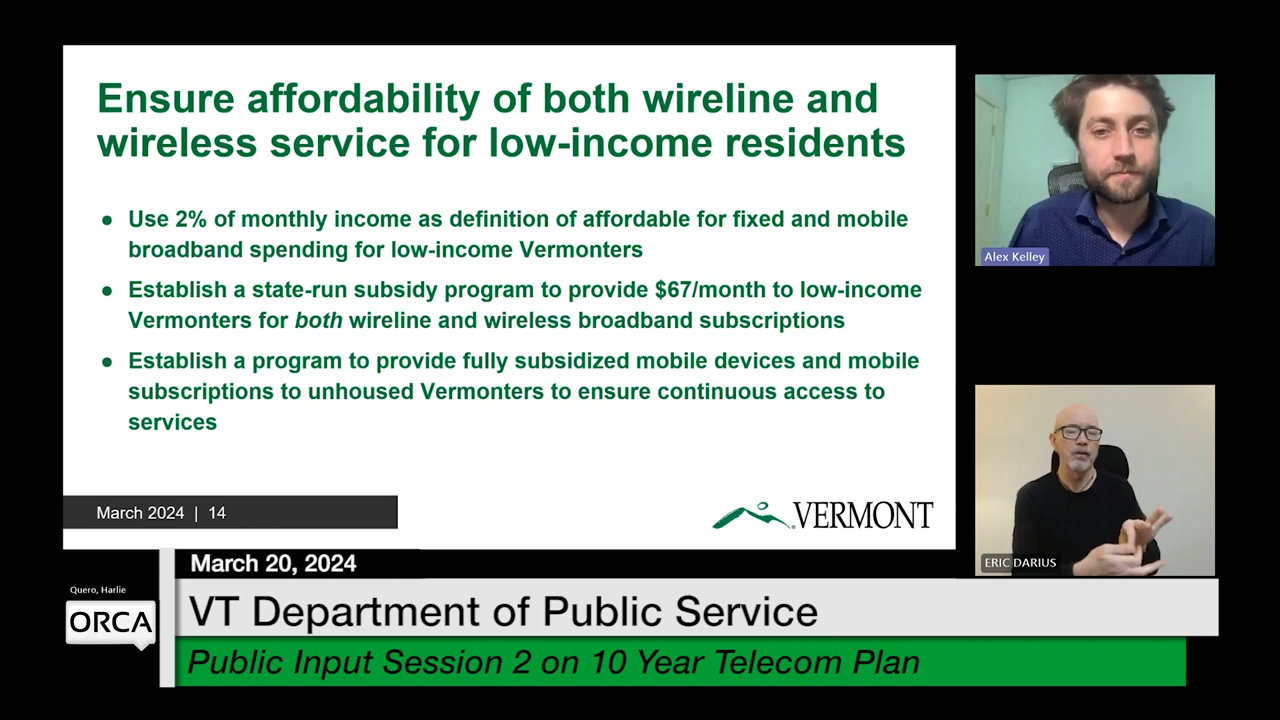 Ensure affordability of both wireline and
wireless service for low-income residents
● Use 2% of monthly income as definition of affordable for fixed and mobile
broadband spending for low-income Vermonters
● Establish a state-run subsidy program to provide $67/month to low-income
Vermonters for both wireline and wireless broadband subscriptions
● Establish a program to provide fully subsidized mobile devices and mobile
subscriptions to unhoused Vermonters to ensure continuous access to
services
March 2024 | 14
VERMONT
Alex Kelley
ERIC DARIUS
March 20, 2024
Quero, Harlie
ORCA
VT Department of Public Service
Public Input Session 2 on 10 Year Telecom Plan